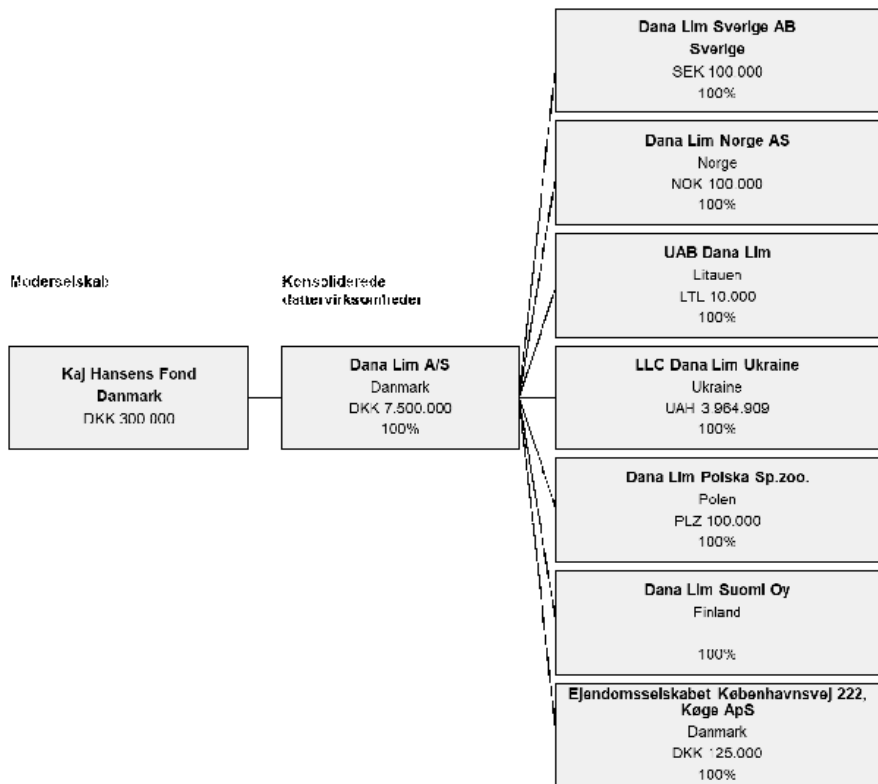 Moderselskab
Kaj Hansens Fond
Danmark
DKK 300.000
Konsoliderede
dattervirksomheder
Dana Lim A/S
Danmark
DKK 7.500.000
100%
Dana Lim Sverige AB
Sverige
SEK 100.000
100%
Dana Lim Norge AS
Norge
NOK 100.000
100%
UAB Dana Lim
Litauen
LTL 10.000
100%
LLC Dana Lim Ukraine
Ukraine
UAH 3.964.909
100%
Dana Lim Polska Sp.zoo.
Polen
PLZ 100.000
100%
Dana Lim Suomi Oy
Finland
100%
Ejendomsselskabet Københavnsvej 222,
Køge ApS
Danmark
DKK 125.000
100%